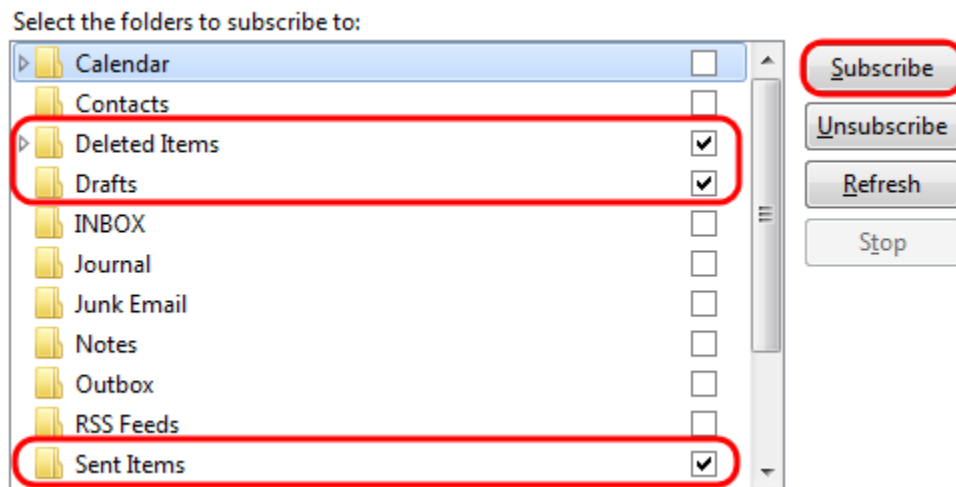 Select the folders to subscribe to:
Calendar
Contacts
Deleted Items
Drafts
INBOX
Journal
Junk Email
Notes
Outbox
RSS Feeds
Sent Items
Subscribe
Unsubscribe
Refresh
Stop